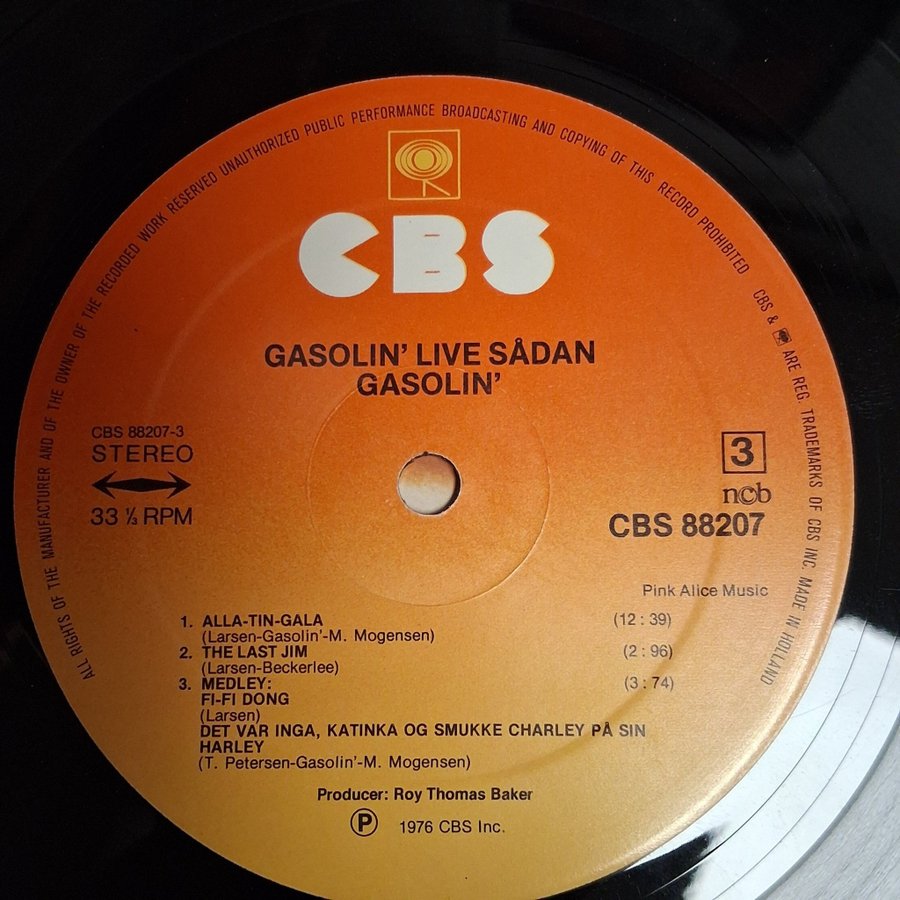 ALL RIGHTS OF THE MANUFACTURER AND OF THE OWNER OF THE RECORDED WORK RESERVED UNAUTHORIZED PUBLIC PERFORMANCE BROADCASTING AND COPYING OF THIS RECORD PROHIBITED
CBS & ARE REG. TRADEMARKS OF CBS INC. MADE IN HOLLAND
CBS
GASOLIN' LIVE SÅDAN
GASOLIN'
CBS 88207-3
STEREO
33 ⅓ RPM
3
ncb
CBS 88207
Pink Alice Music
1. ALLA-TIN-GALA (12 : 39)
(Larsen-Gasolin'-M. Mogensen)
2. THE LAST JIM (2 : 96)
(Larsen-Beckerlee)
3. MEDLEY: (3 : 74)
FI-FI DONG
(Larsen)
DET VAR INGA, KATINKA OG SMUKKE CHARLEY PÅ SIN
HARLEY
(T. Petersen-Gasolin'-M. Mogensen)
Producer: Roy Thomas Baker
Ⓟ 1976 CBS Inc.